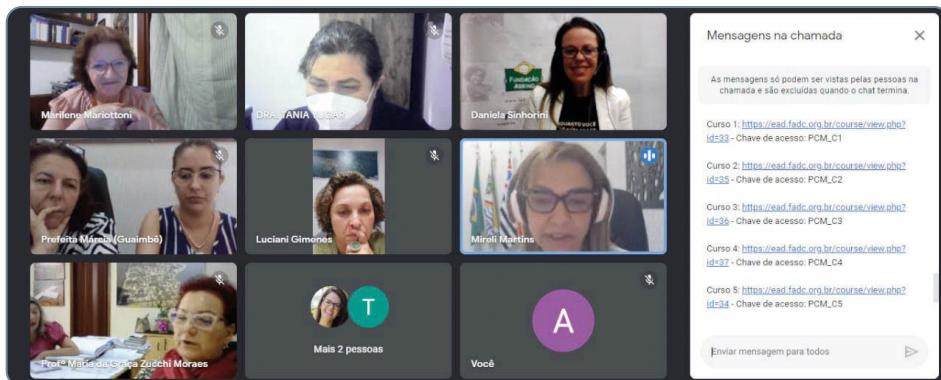 Marilene Mariottoni
DRA. TANIA
Daniela Sinhorini
FUNDAÇÃO
Prefeita Márcia (Guaimbê)
Luciani Gimenes
Mireli Martins
Profª Maria da Graça Zucchi Moraes
T
Mais 2 pessoas
A
Você
Mensagens na chamada
As mensagens só podem ser vistas pelas pessoas na
chamada e são excluídas quando o chat termina.
Curso 1: https://ead.fadc.org.br/course/view.php?
id=33 - Chave de acesso: PCM_C1
Curso 2: https://ead.fadc.org.br/course/view.php?
id=35 - Chave de acesso: PCM_C2
Curso 3: https://ead.fadc.org.br/course/view.php?
id=36 - Chave de acesso: PCM_C3
Curso 4: https://ead.fadc.org.br/course/view.php?
id=37 - Chave de acesso: PCM_C4
Curso 5: https://ead.fadc.org.br/course/view.php?
id=34 - Chave de acesso: PCM_C5
Enviar mensagem para todos